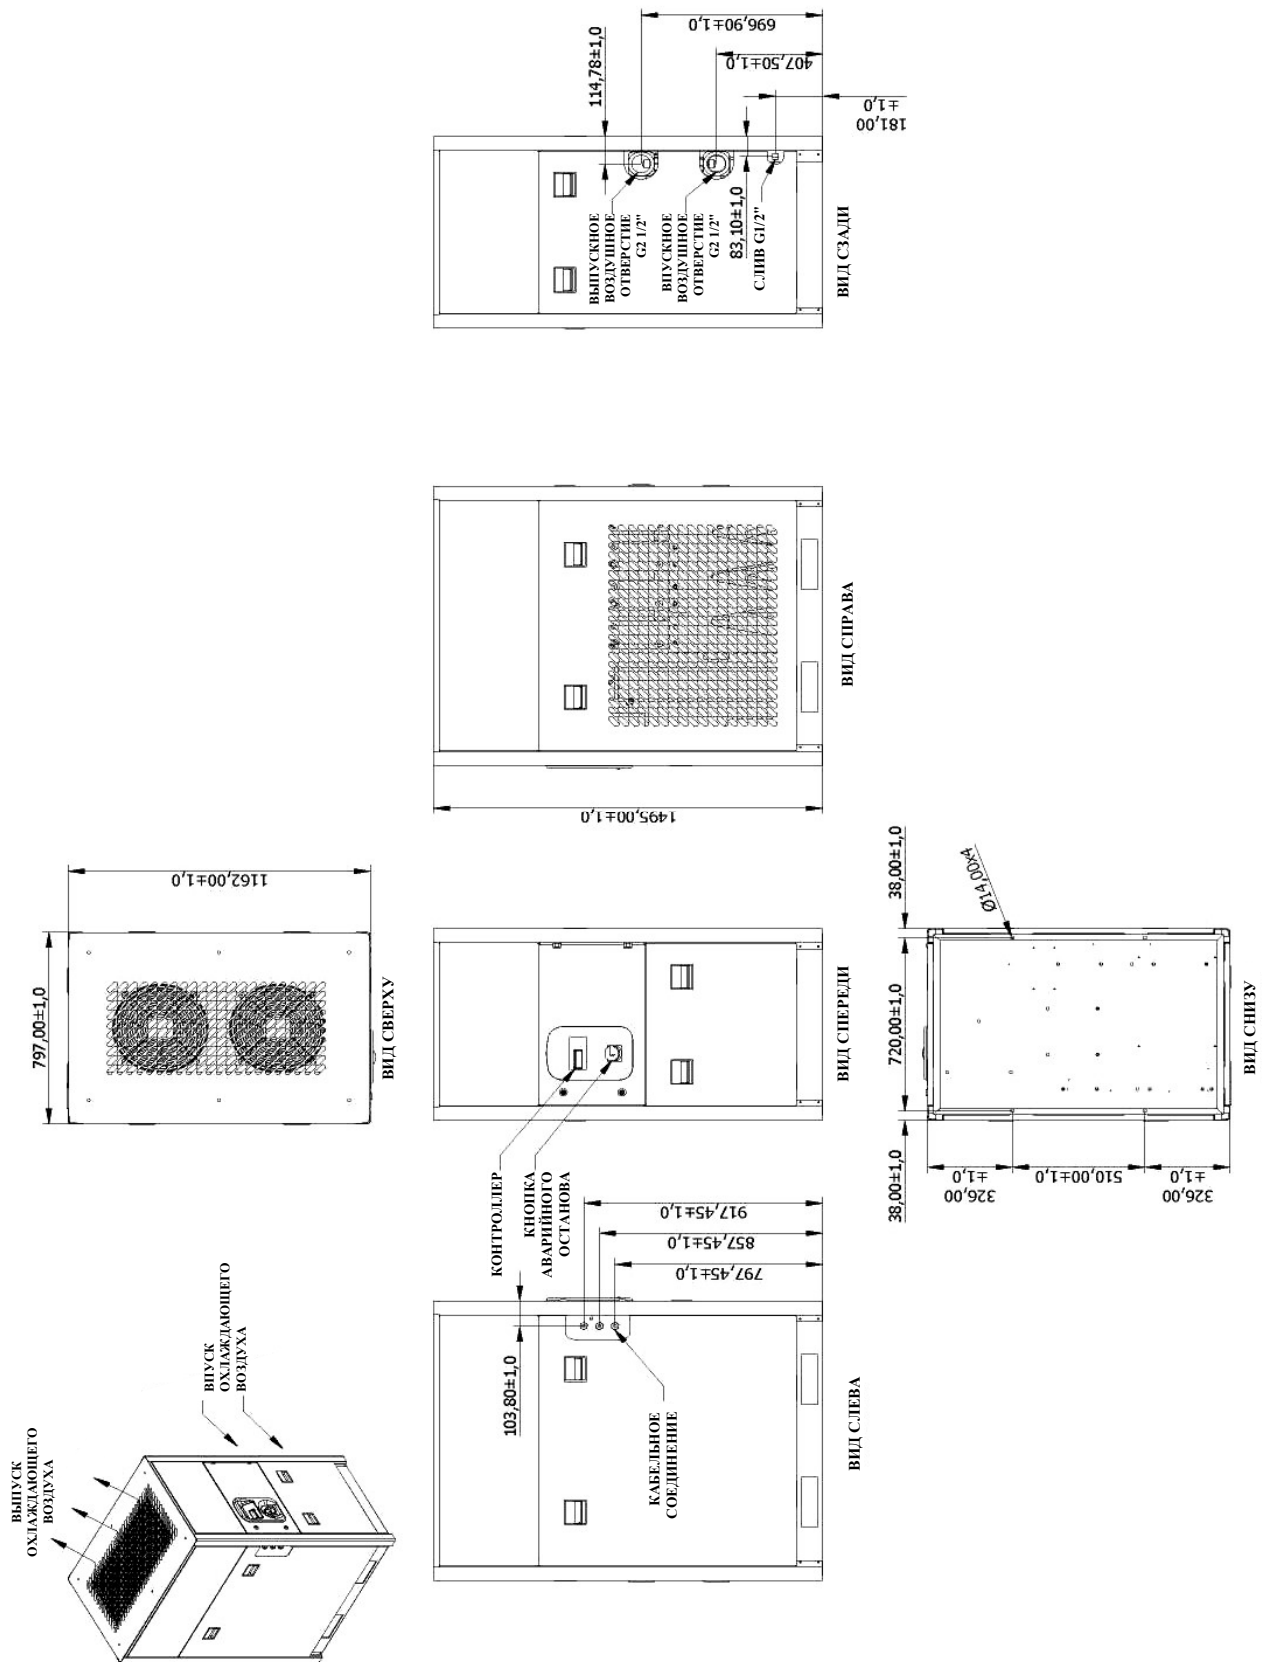 ВЫПУСК
ОХЛАЖДАЮЩЕГО
ВОЗДУХА
ВПУСК
ОХЛАЖДАЮЩЕГО
ВОЗДУХА
797,00±1,0
1162,00±1,0
ВИД СВЕРХУ
103,80±1,0
917,45±1,0
857,45±1,0
797,45±1,0
КАБЕЛЬНОЕ
СОЕДИНЕНИЕ
ВИД СЛЕВА
КОНТРОЛЛЕР
КНОПКА
АВАРИЙНОГО
ОСТАНОВА
ВИД СПЕРЕДИ
1495,00±1,0
ВИД СПРАВА
114,78±1,0
696,90±1,0
407,50±1,0
181,00
±1,0
ВЫПУСКНОЕ
ВОЗДУШНОЕ
ОТВЕРСТИЕ
G2 1/2"
ВПУСКНОЕ
ВОЗДУШНОЕ
ОТВЕРСТИЕ
G2 1/2"
83,10±1,0
СЛИВ G1/2"
ВИД СЗАДИ
38,00±1,0
720,00±1,0
38,00±1,0
Ø14,00x4
326,00
±1,0
510,00±1,0
326,00
±1,0
ВИД СНИЗУ